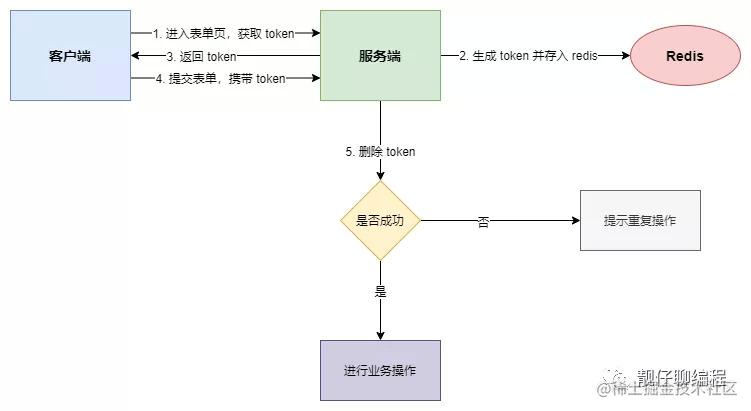 客户端
1. 进入表单页，获取 token
3. 返回 token
4. 提交表单，携带 token
服务端
2. 生成 token 并存入 redis
Redis
5. 删除 token
是否成功
否
提示重复操作
是
进行业务操作
靓仔聊编程
@稀土掘金技术社区